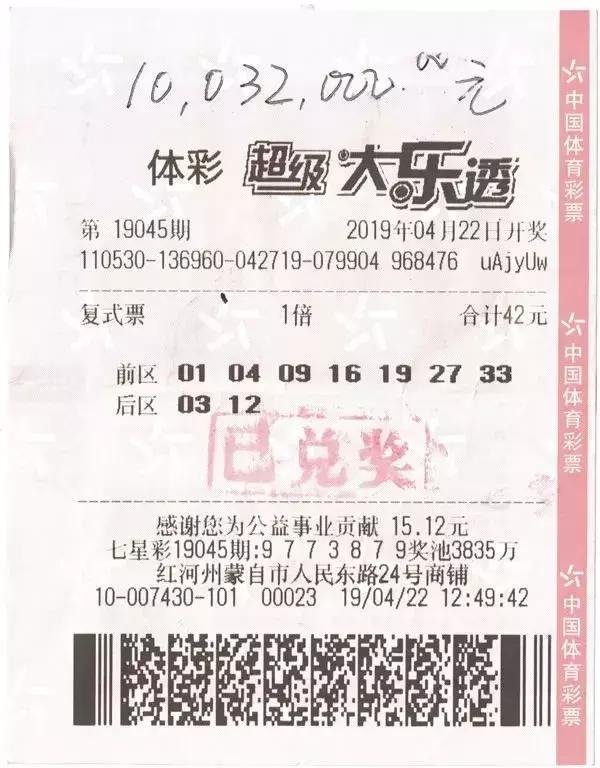 10,032,000.00元
体彩 超级大乐透
第 19045期 2019年04月22日开奖
110530-136960-042719-079904 968476 uAjyUw
复式票 1倍 合计42元
前区 01 04 09 16 19 27 33
后区 03 12
已兑奖
感谢您为公益事业贡献 15.12元
七星彩19045期:9 7 7 3 8 7 9奖池3835万
红河州蒙自市人民东路24号商铺
10-007430-101 00023 19/04/22 12:49:42
中国体育彩票
中国体育彩票
中国体育彩票